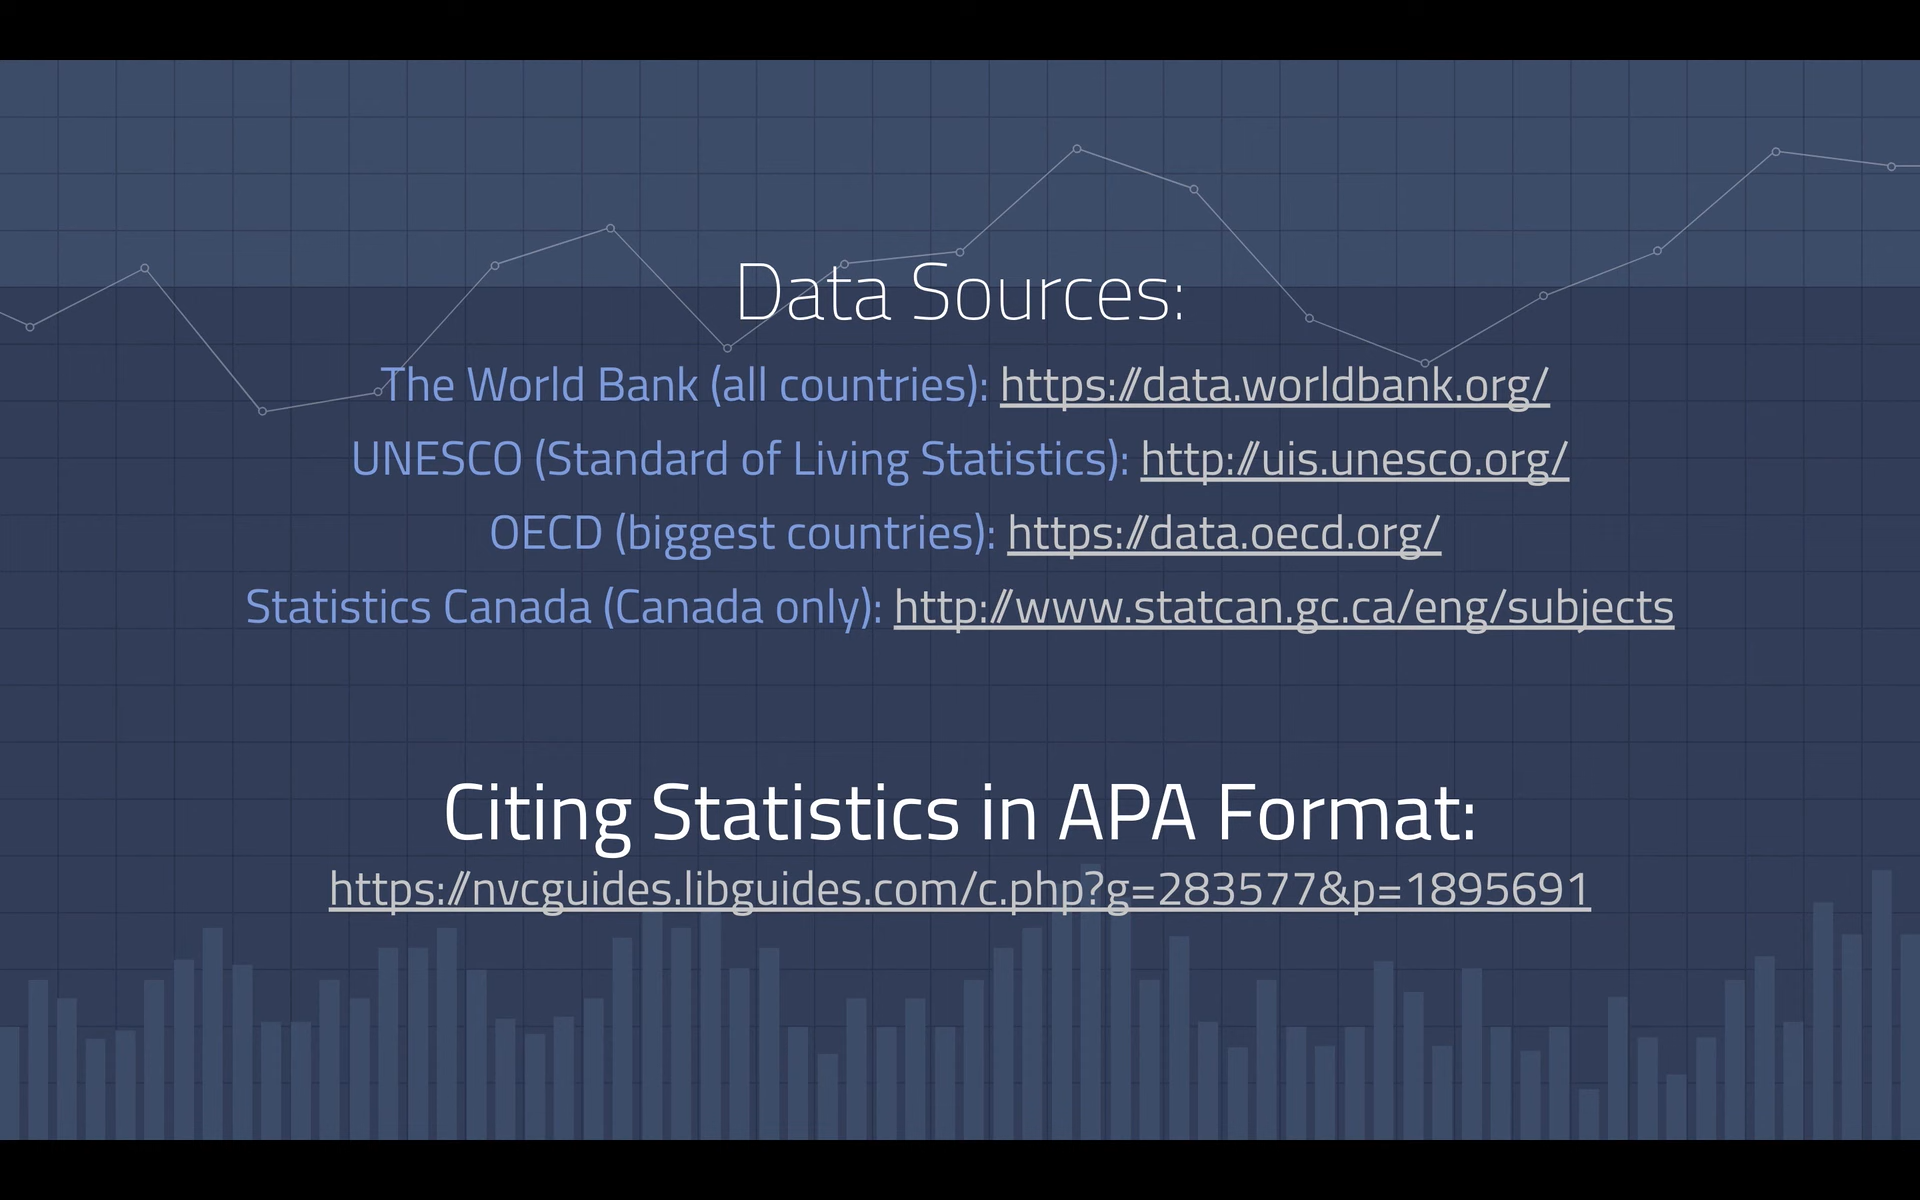 Data Sources:
The World Bank (all countries): https://data.worldbank.org/
UNESCO (Standard of Living Statistics): http://uis.unesco.org/
OECD (biggest countries): https://data.oecd.org/
Statistics Canada (Canada only): http://www.statcan.gc.ca/eng/subjects
Citing Statistics in APA Format:
https://nvcguides.libguides.com/c.php?g=283577&p=1895691